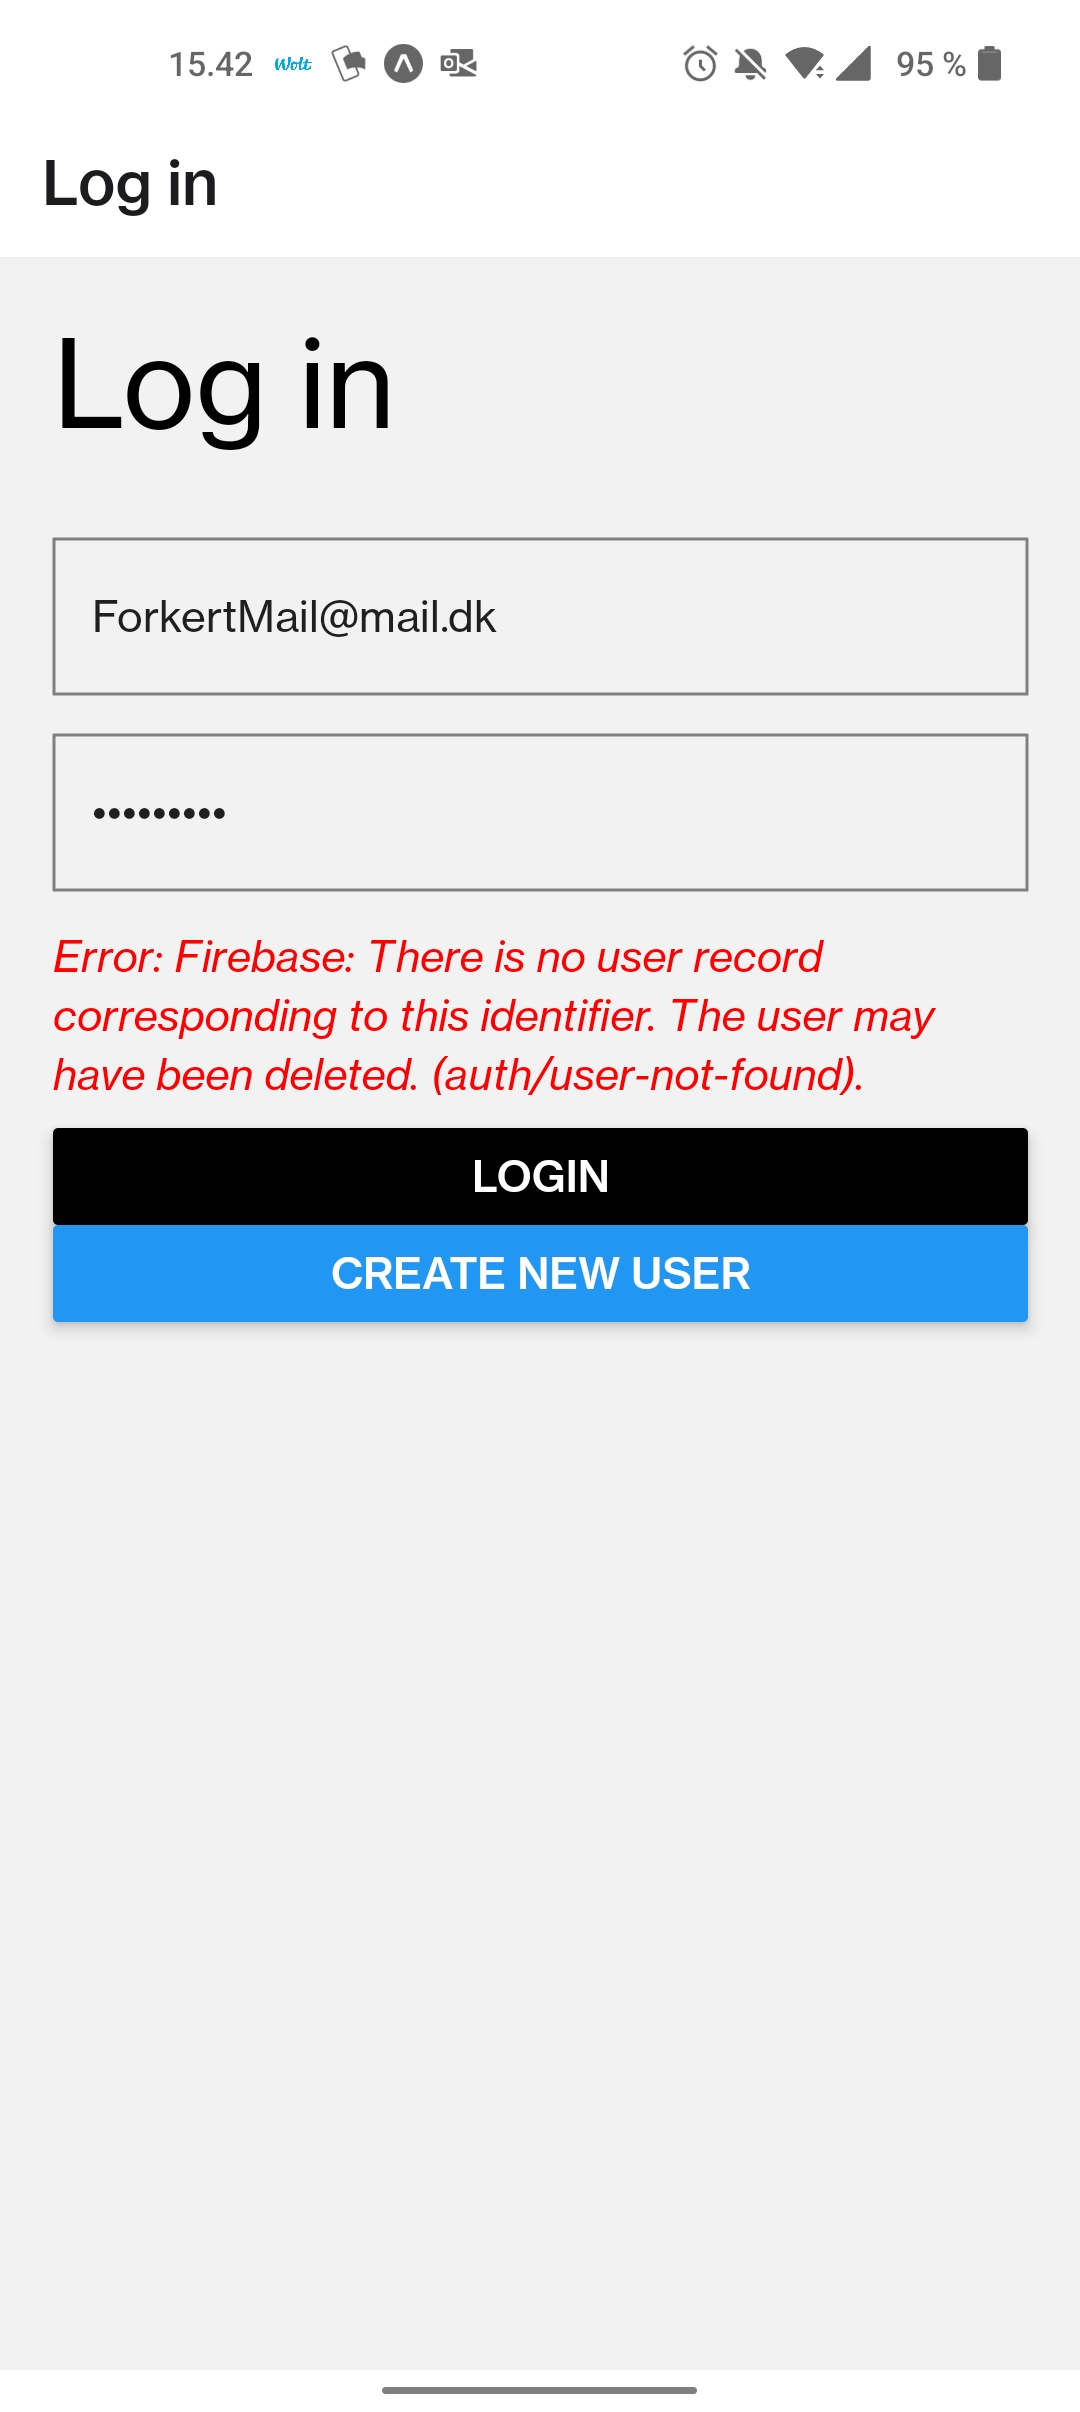 15.42 Wolt 95 %
Log in
Log in
ForkertMail@mail.dk
•••••••••
Error: Firebase: There is no user record
corresponding to this identifier. The user may
have been deleted. (auth/user-not-found).
LOGIN
CREATE NEW USER